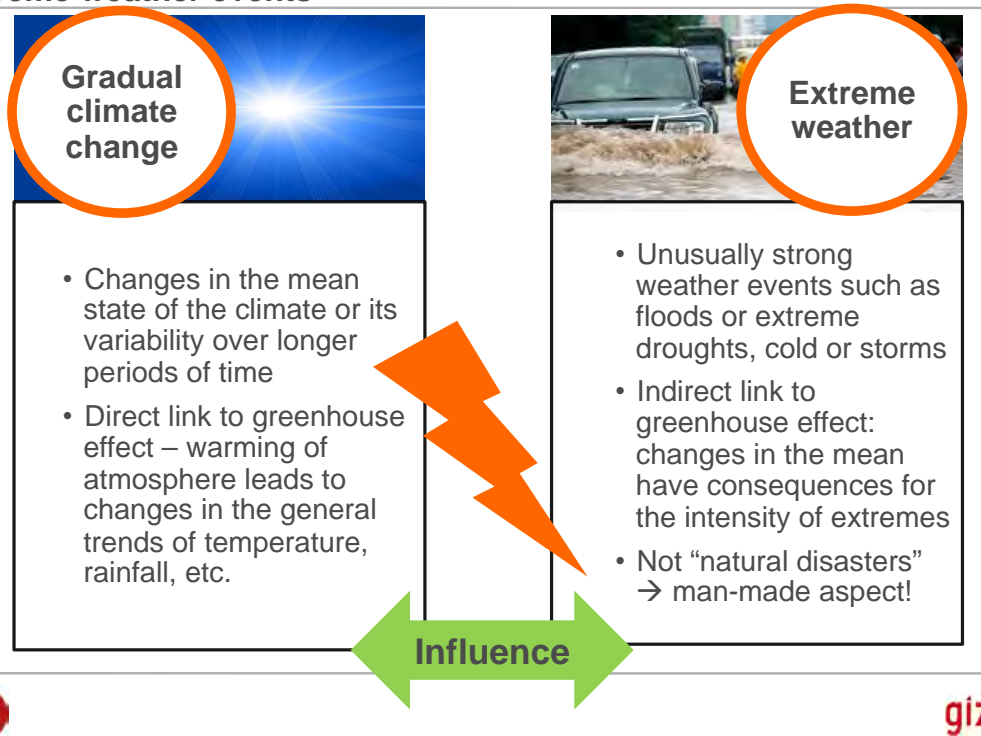 Gradual
climate
change
Extreme
weather
• Changes in the mean
state of the climate or its
variability over longer
periods of time
• Direct link to greenhouse
effect – warming of
atmosphere leads to
changes in the general
trends of temperature,
rainfall, etc.
• Unusually strong
weather events such as
floods or extreme
droughts, cold or storms
• Indirect link to
greenhouse effect:
changes in the mean
have consequences for
the intensity of extremes
• Not “natural disasters”
→ man-made aspect!
Influence
giz